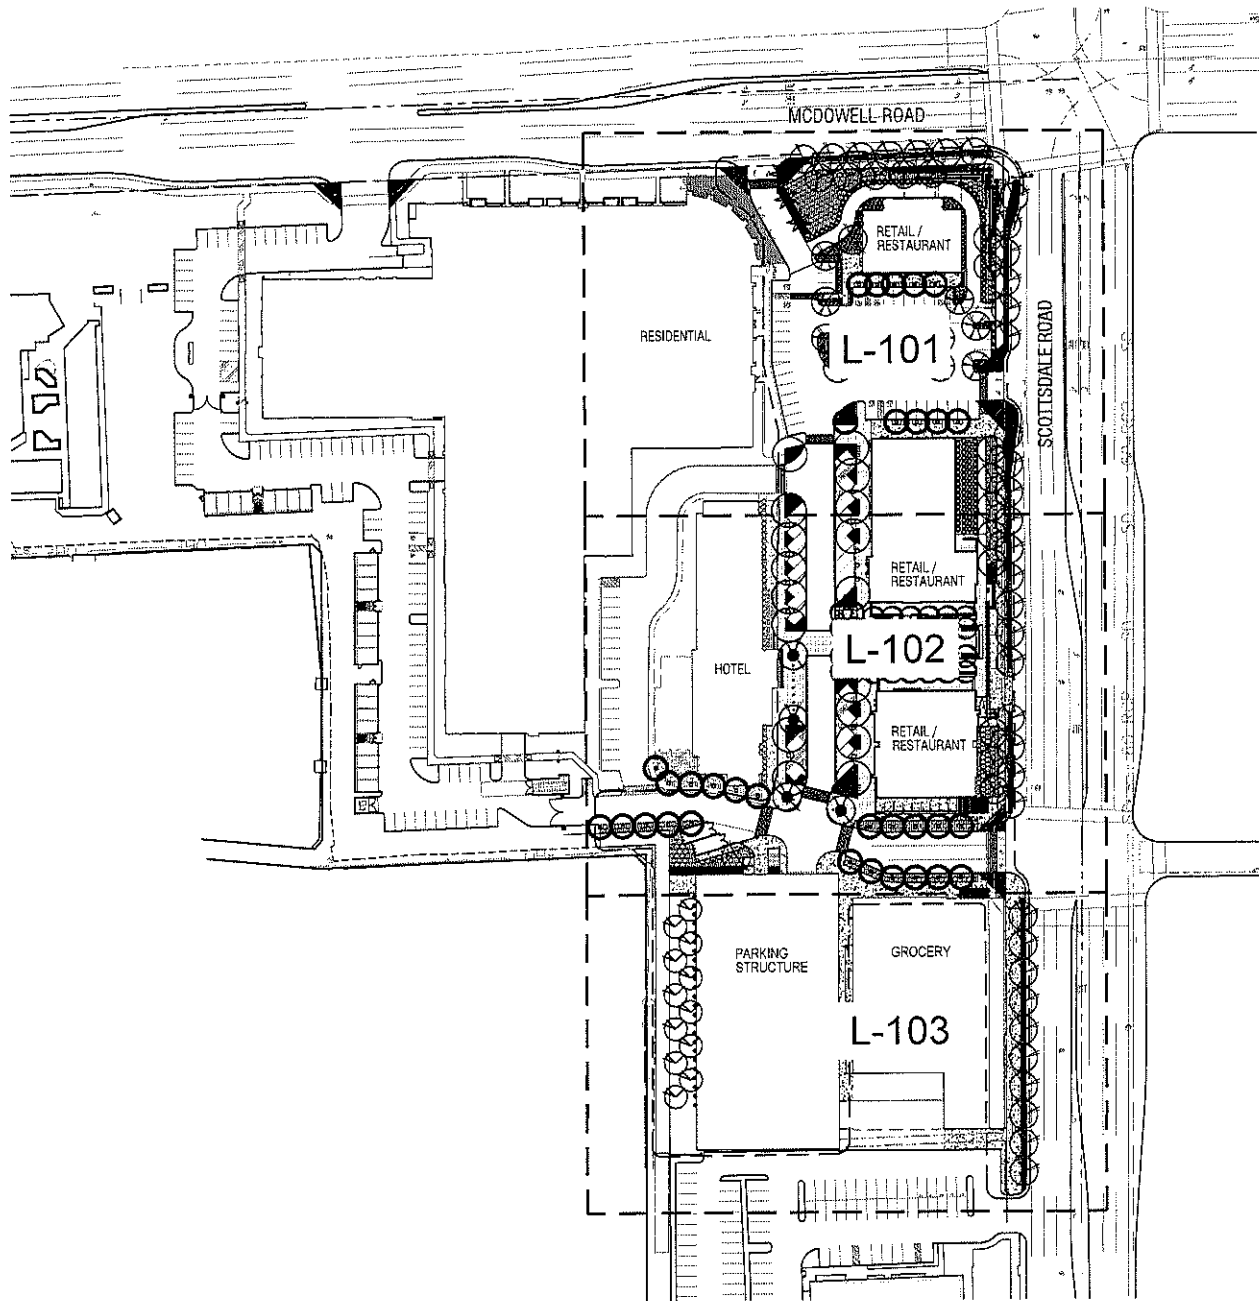 MCDOWELL ROAD
RETAIL /
RESTAURANT
RESIDENTIAL
L-101
SCOTTSDALE ROAD
RETAIL /
RESTAURANT
L-102
HOTEL
RETAIL /
RESTAURANT
PARKING
STRUCTURE
GROCERY
L-103